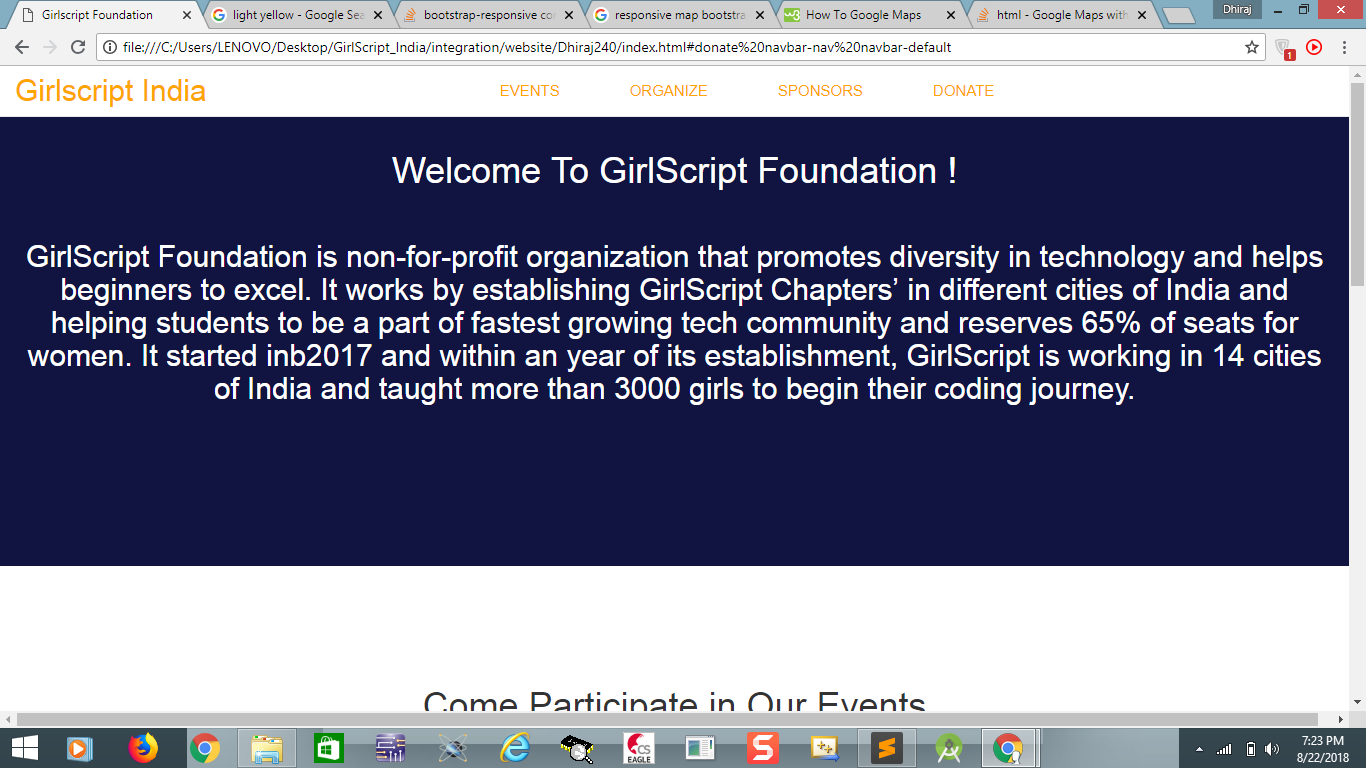 Girlscript Foundation
light yellow - Google Sea
bootstrap-responsive co
responsive map bootstra
How To Google Maps
html - Google Maps with
Dhiraj
file:///C:/Users/LENOVO/Desktop/GirlScript_India/integration/website/Dhiraj240/index.html#donate%20navbar-nav%20navbar-default
1
Girlscript India
EVENTS
ORGANIZE
SPONSORS
DONATE
Welcome To GirlScript Foundation !
GirlScript Foundation is non-for-profit organization that promotes diversity in technology and helps
beginners to excel. It works by establishing GirlScript Chapters’ in different cities of India and
helping students to be a part of fastest growing tech community and reserves 65% of seats for
women. It started inb2017 and within an year of its establishment, GirlScript is working in 14 cities
of India and taught more than 3000 girls to begin their coding journey.
Come Participate in Our Events
CS
EAGLE
7:23 PM
8/22/2018